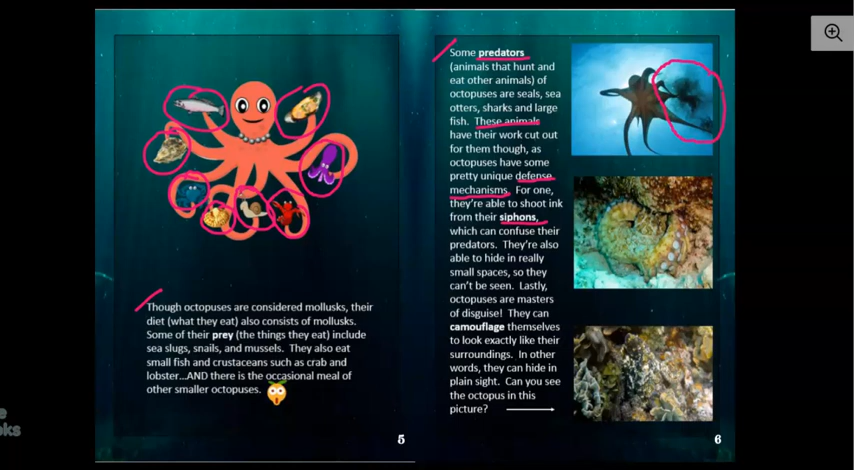 Though octopuses are considered mollusks, their
diet (what they eat) also consists of mollusks.
Some of their prey (the things they eat) include
sea slugs, snails, and mussels.  They also eat
small fish and crustaceans such as crab and
lobster...AND there is the occasional meal of
other smaller octopuses.
5
Some predators
(animals that hunt and
eat other animals) of
octopuses are seals, sea
otters, sharks and large
fish.  These animals
have their work cut out
for them though, as
octopuses have some
pretty unique defense
mechanisms.  For one,
they're able to shoot ink
from their siphons,
which can confuse their
predators.  They're also
able to hide in really
small spaces, so they
can't be seen.  Lastly,
octopuses are masters
of disguise!  They can
camouflage themselves
to look exactly like their
surroundings.  In other
words, they can hide in
plain sight.  Can you see
the octopus in this
picture?
6